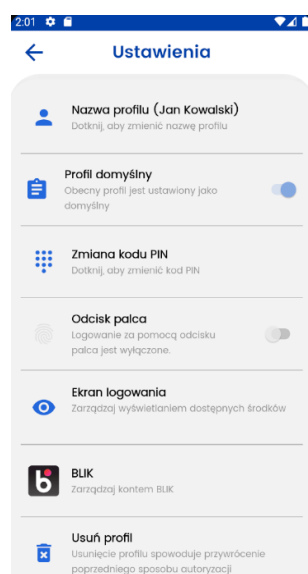 2:01
Ustawienia
Nazwa profilu (Jan Kowalski)
Dotknij, aby zmienić nazwę profilu
Profil domyślny
Obecny profil jest ustawiony jako
domyślny
Zmiana kodu PIN
Dotknij, aby zmienić kod PIN
Odcisk palca
Logowanie za pomocą odcisku
palca jest wyłączone.
Ekran logowania
Zarządzaj wyświetlaniem dostępnych środków
BLIK
Zarządzaj kontem BLIK
Usuń profil
Usunięcie profilu spowoduje przywrócenie
poprzedniego sposobu autoryzacji